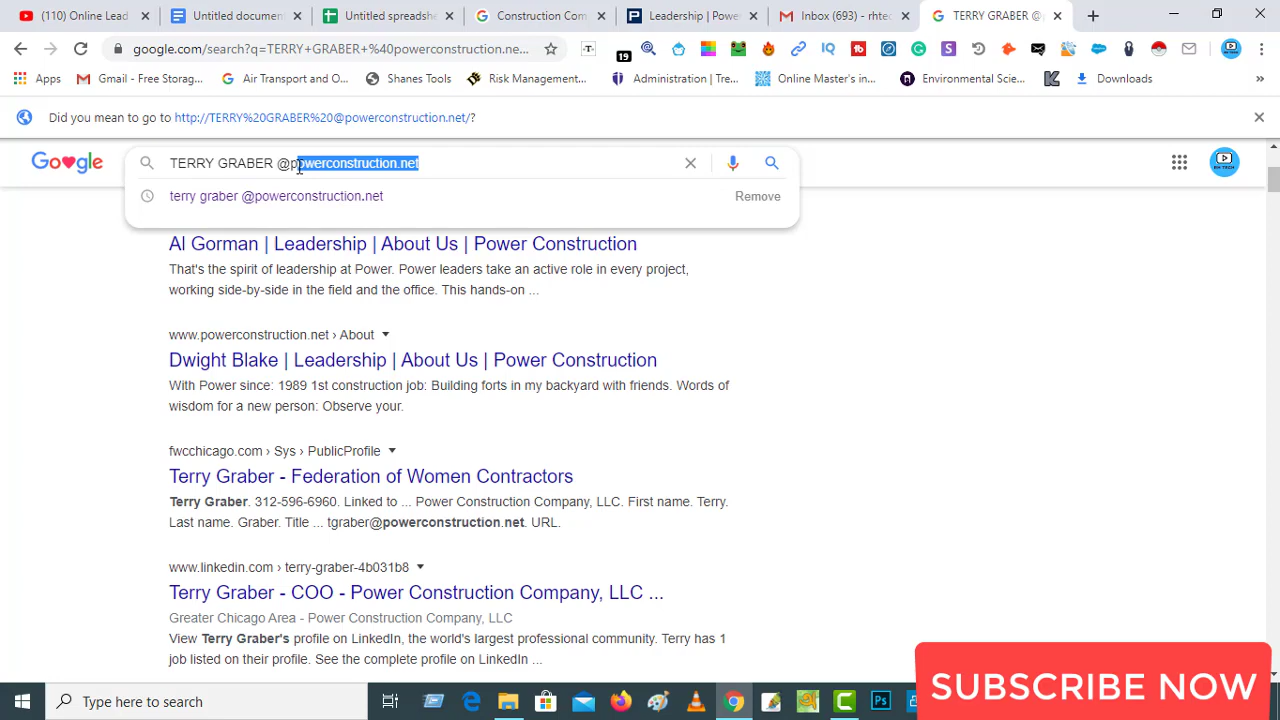 (110) Online Lead
Untitled document
Untitled spreadshe
Construction Com
Leadership | Powe
Inbox (693) - rhtec
TERRY GRABER @p
google.com/search?q=TERRY+GRABER+%40powerconstruction.ne...
19
Apps
Gmail - Free Storag...
Air Transport and O...
Shanes Tools
Risk Management...
Administration | Tre...
Online Master's in...
Environmental Scie...
Downloads
»
Did you mean to go to http://TERRY%20GRABER%20@powerconstruction.net/?
Google
TERRY GRABER @powerconstruction.net
terry graber @powerconstruction.net
Remove
Al Gorman | Leadership | About Us | Power Construction
That's the spirit of leadership at Power. Power leaders take an active role in every project,
working side-by-side in the field and the office. This hands-on ...
www.powerconstruction.net › About
Dwight Blake | Leadership | About Us | Power Construction
With Power since: 1989 1st construction job: Building forts in my backyard with friends. Words of
wisdom for a new person: Observe your.
fwcchicago.com › Sys › PublicProfile
Terry Graber - Federation of Women Contractors
Terry Graber. 312-596-6960. Linked to ... Power Construction Company, LLC. First name. Terry.
Last name. Graber. Title ... tgraber@powerconstruction.net. URL.
www.linkedin.com › terry-graber-4b031b8
Terry Graber - COO - Power Construction Company, LLC ...
Greater Chicago Area - Power Construction Company, LLC
View Terry Graber's profile on LinkedIn, the world's largest professional community. Terry has 1
job listed on their profile. See the complete profile on LinkedIn ...
SUBSCRIBE NOW
Type here to search